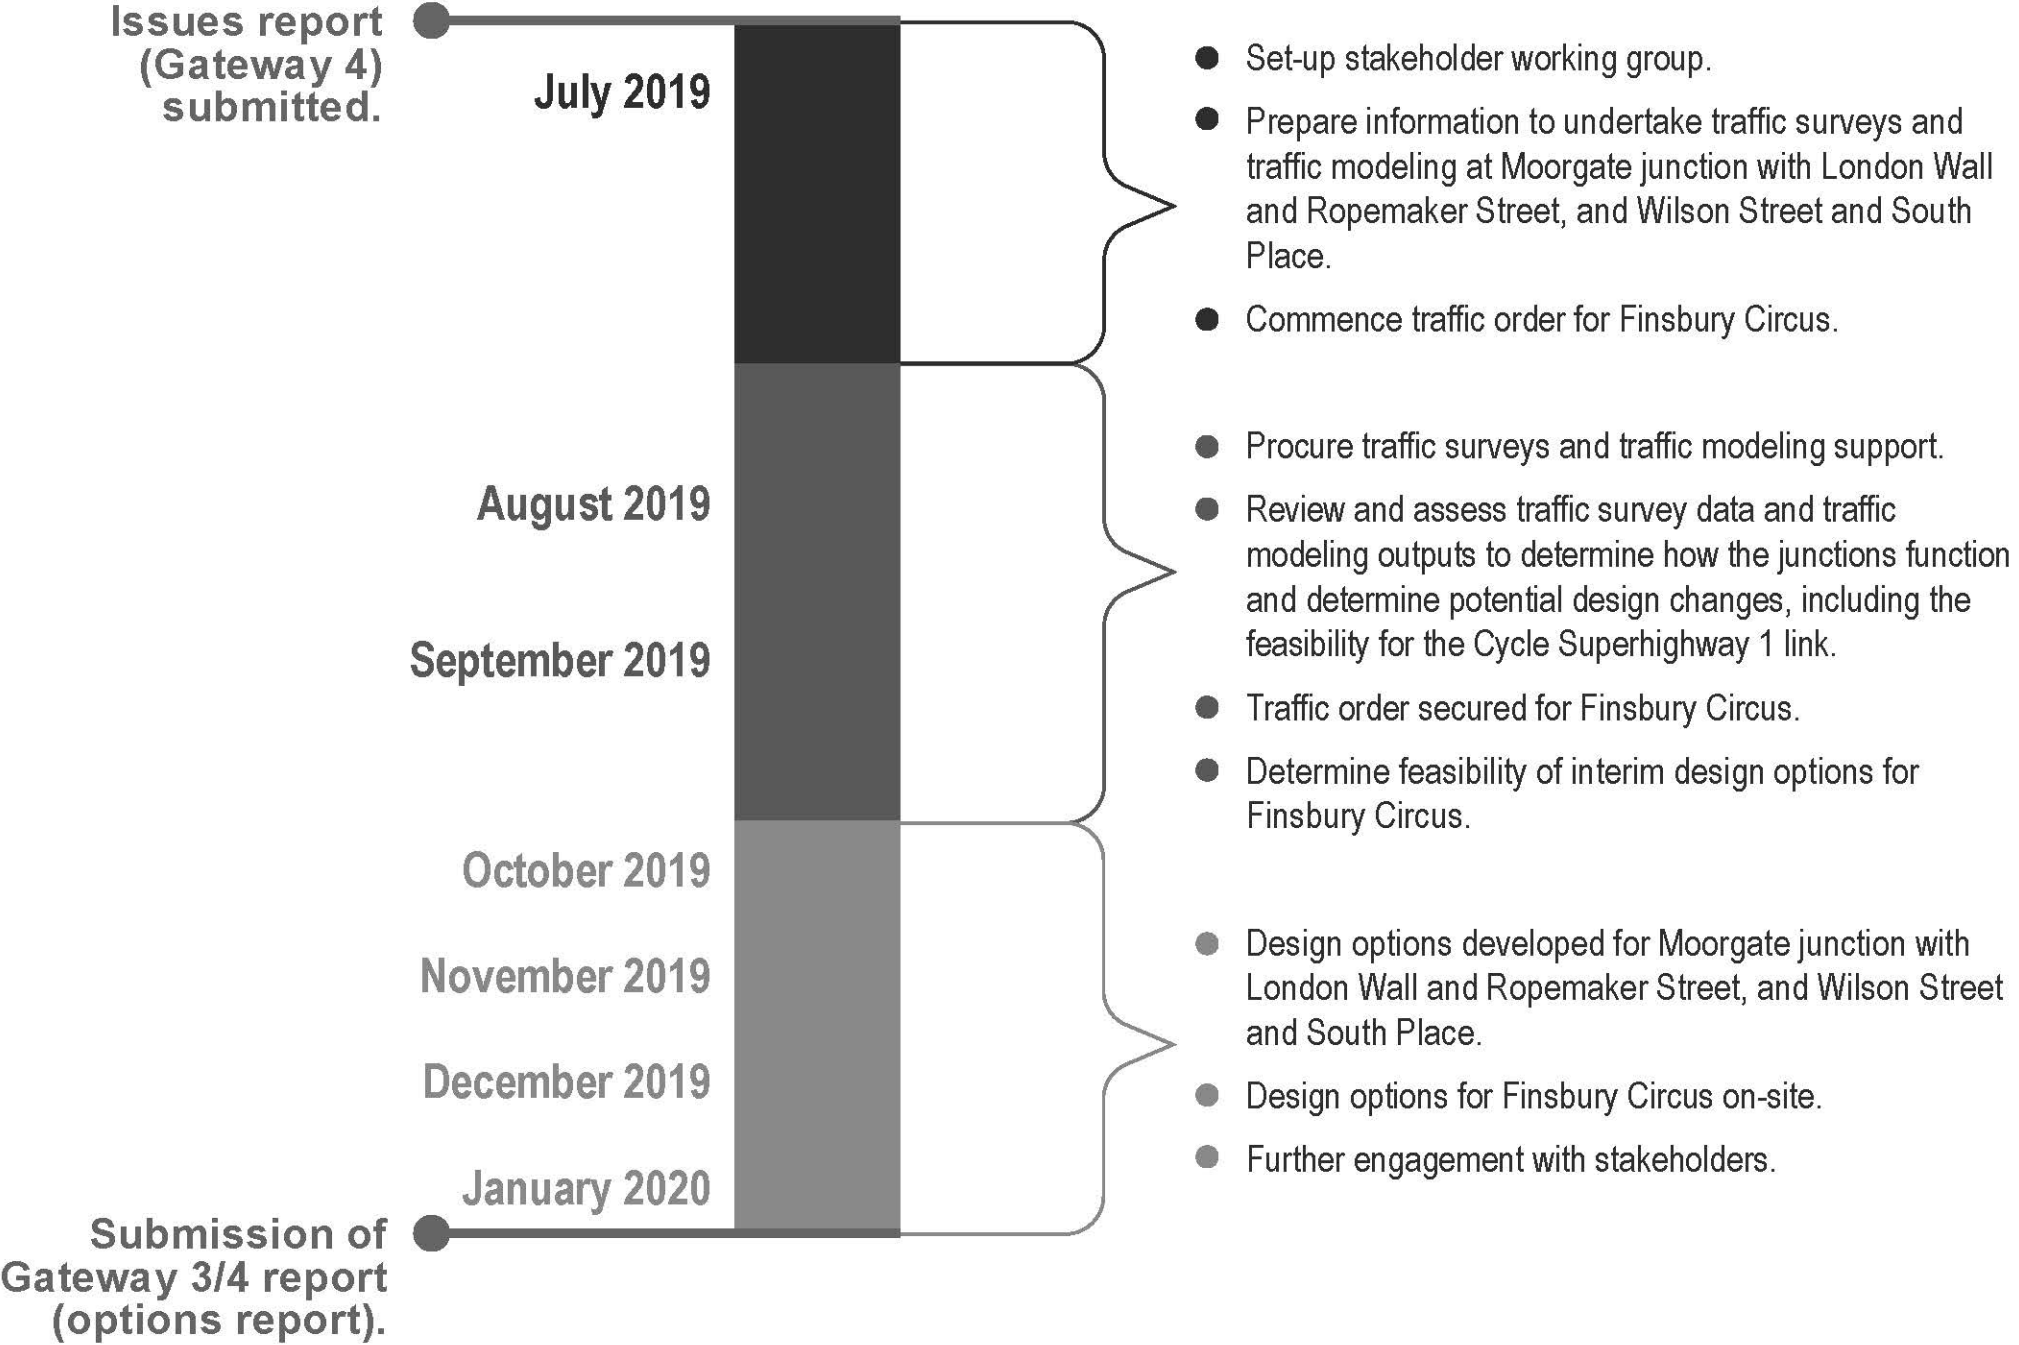 Issues report
(Gateway 4)
submitted.
July 2019
Set-up stakeholder working group.
Prepare information to undertake traffic surveys and
traffic modeling at Moorgate junction with London Wall
and Ropemaker Street, and Wilson Street and South
Place.
Commence traffic order for Finsbury Circus.
August 2019
September 2019
Procure traffic surveys and traffic modeling support.
Review and assess traffic survey data and traffic
modeling outputs to determine how the junctions function
and determine potential design changes, including the
feasibility for the Cycle Superhighway 1 link.
Traffic order secured for Finsbury Circus.
Determine feasibility of interim design options for
Finsbury Circus.
October 2019
November 2019
December 2019
January 2020
Design options developed for Moorgate junction with
London Wall and Ropemaker Street, and Wilson Street
and South Place.
Design options for Finsbury Circus on-site.
Further engagement with stakeholders.
Submission of
Gateway 3/4 report
(options report).